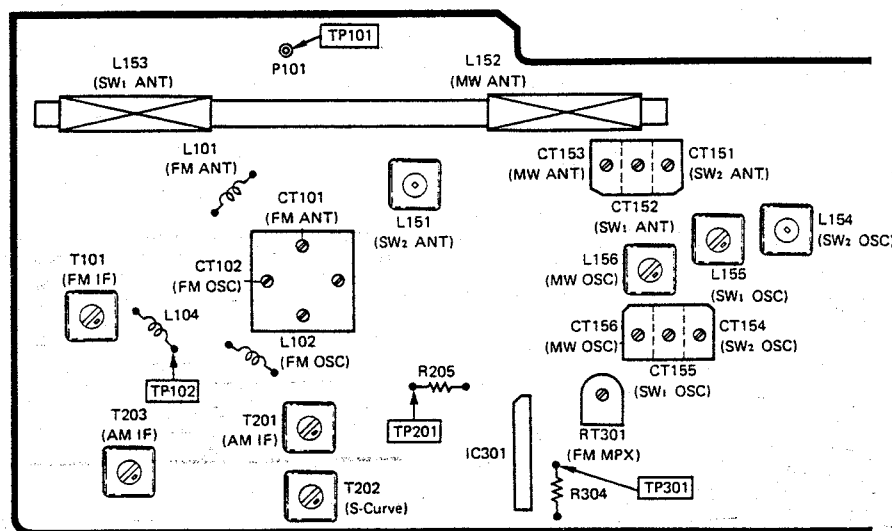 TP101
P101
L153
(SW₁ ANT)
L152
(MW ANT)
L101
(FM ANT)
CT153
(MW ANT)
CT151
(SW₂ ANT)
CT152
(SW₁ ANT)
CT101
(FM ANT)
L151
(SW₂ ANT)
L154
(SW₂ OSC)
L155
(SW₁ OSC)
L156
(MW OSC)
T101
(FM IF)
CT102
(FM OSC)
L104
L102
(FM OSC)
CT156
(MW OSC)
CT154
(SW₂ OSC)
CT155
(SW₁ OSC)
TP102
R205
TP201
T203
(AM IF)
T201
(AM IF)
RT301
(FM MPX)
IC301
T202
(S-Curve)
R304
TP301